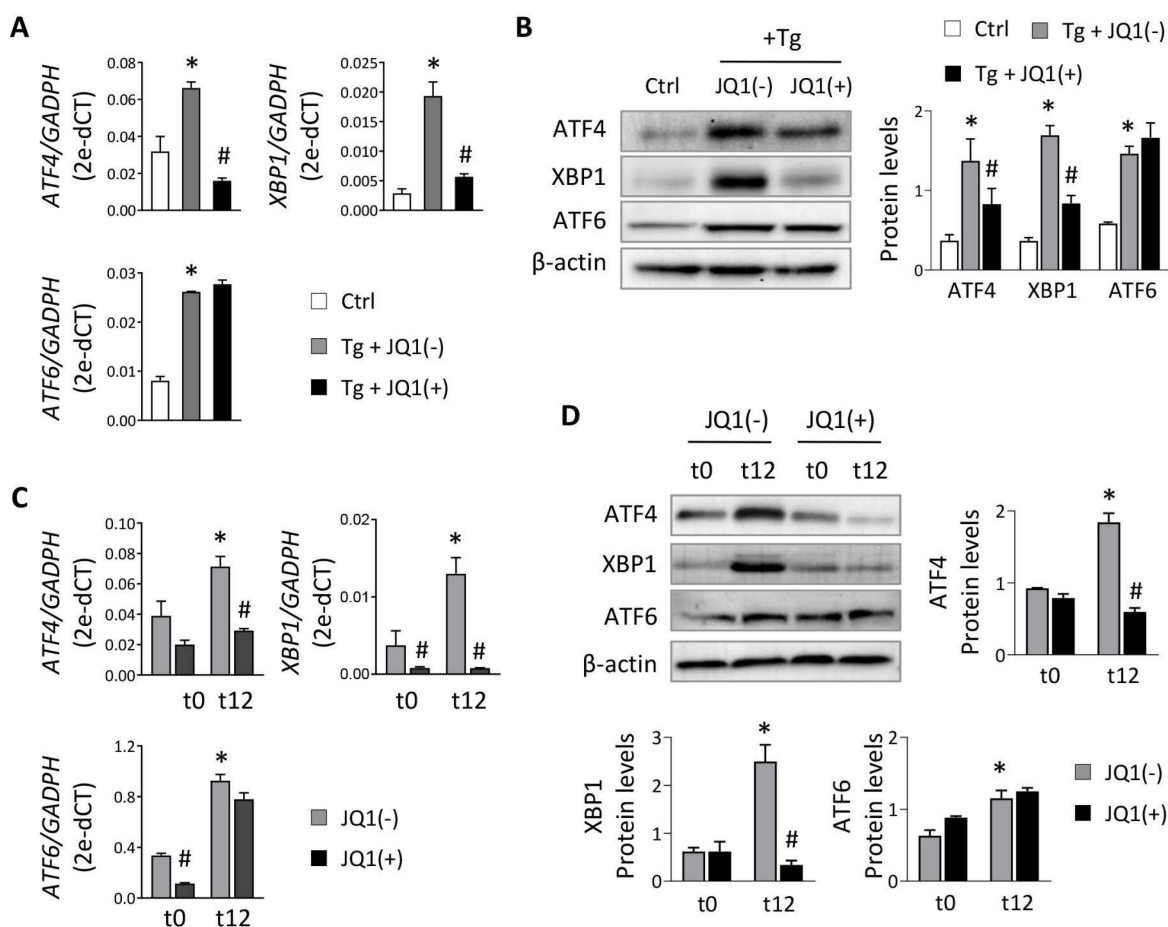 A
ATF4/GADPH
(2e-dCT)
0.08
0.06
0.04
0.02
0.00
*
#
XBP1/GADPH
(2e-dCT)
0.025
0.020
0.015
0.010
0.005
0.000
*
#
ATF6/GADPH
(2e-dCT)
0.03
0.02
0.01
0.00
*
Ctrl
Tg + JQ1(-)
Tg + JQ1(+)
B
+Tg
Ctrl JQ1(-) JQ1(+)
ATF4
XBP1
ATF6
β-actin
Ctrl Tg + JQ1(-)
Tg + JQ1(+)
Protein levels
2
1
0
* # * # *
ATF4 XBP1 ATF6
C
ATF4/GADPH
(2e-dCT)
0.10
0.08
0.06
0.04
0.02
0.00
*
#
t0 t12
XBP1/GADPH
(2e-dCT)
0.02
0.01
0.00
*
# #
t0 t12
ATF6/GADPH
(2e-dCT)
1.2
0.8
0.4
0.0
*
#
t0 t12
JQ1(-)
JQ1(+)
D
JQ1(-) JQ1(+)
t0 t12 t0 t12
ATF4
XBP1
ATF6
β-actin
ATF4
Protein levels
2
1
0
*
#
t0 t12
XBP1
Protein levels
3
2
1
0
*
#
t0 t12
ATF6
Protein levels
2
1
0
*
t0 t12
JQ1(-)
JQ1(+)